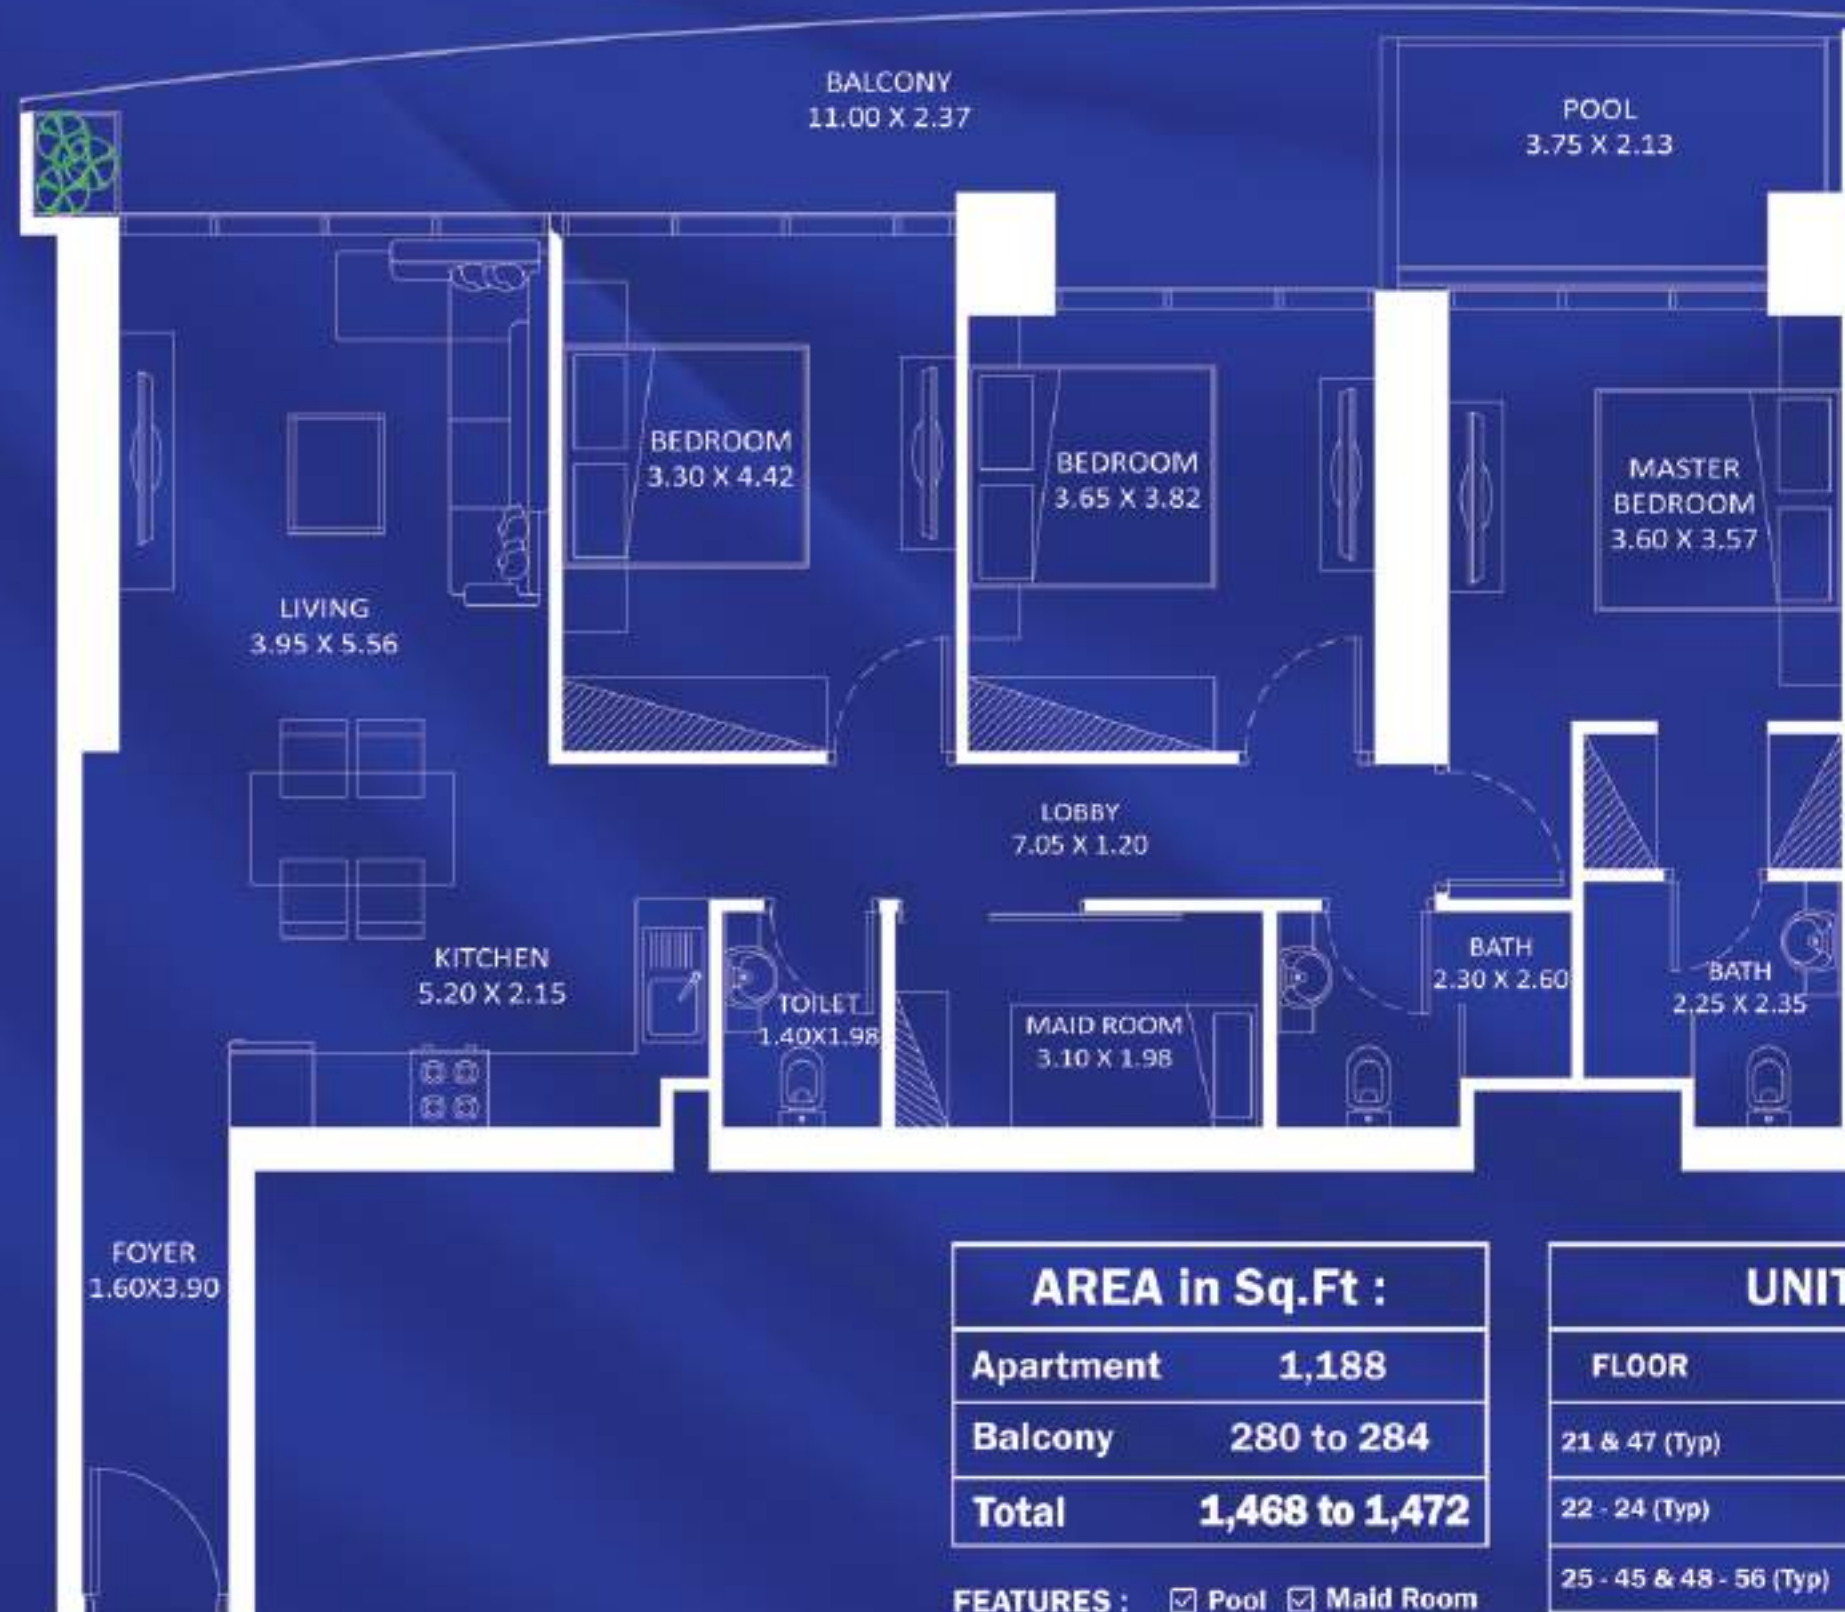 BALCONY
11.00 X 2.37
POOL
3.75 X 2.13
BEDROOM
3.30 X 4.42
BEDROOM
3.65 X 3.82
MASTER
BEDROOM
3.60 X 3.57
LIVING
3.95 X 5.56
LOBBY
7.05 X 1.20
KITCHEN
5.20 X 2.15
TOILET
1.40X1.98
MAID ROOM
3.10 X 1.98
BATH
2.30 X 2.60
BATH
2.25 X 2.35
FOYER
1.60X3.90
AREA in Sq.Ft :
Apartment 1,188
Balcony 280 to 284
Total 1,468 to 1,472
FEATURES : ☑ Pool ☑ Maid Room
UNIT
FLOOR
21 & 47 (Typ)
22 - 24 (Typ)
25 - 45 & 48 - 56 (Typ)